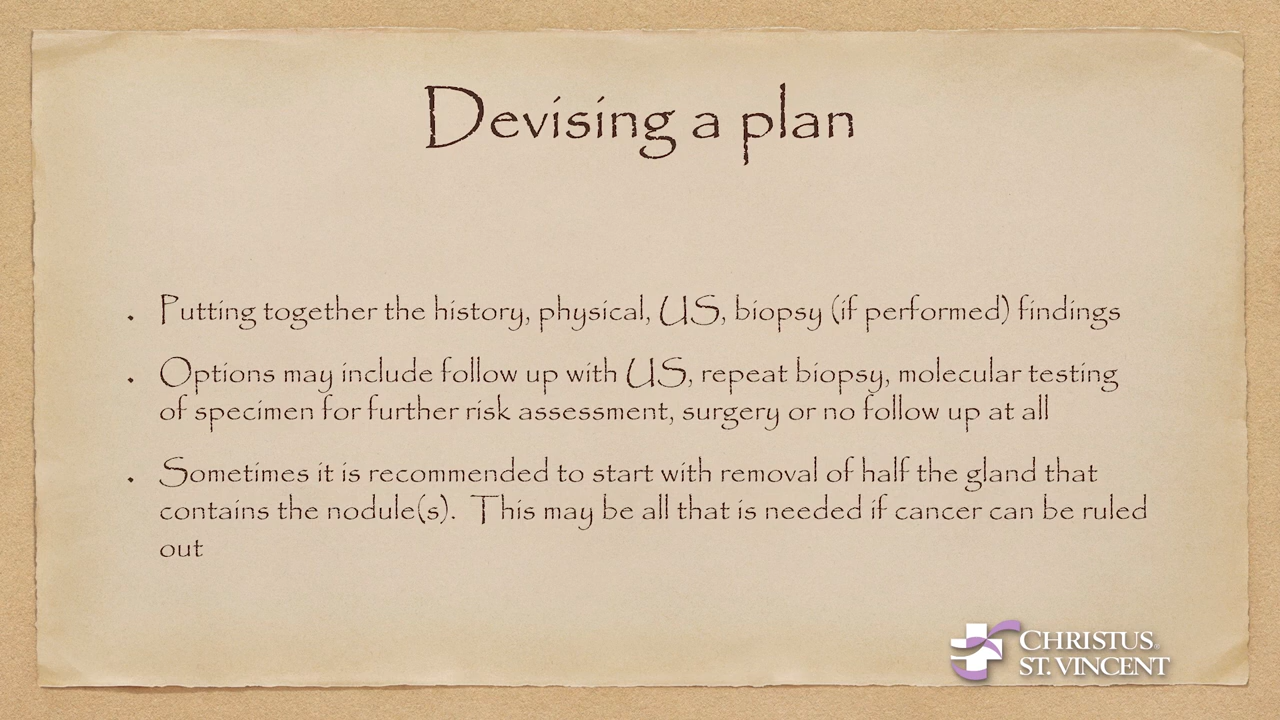 Devising a plan
• Putting together the history, physical, US, biopsy (if performed) findings
• Options may include follow up with US, repeat biopsy, molecular testing
of specimen for further risk assessment, surgery or no follow up at all
• Sometimes it is recommended to start with removal of half the gland that
contains the nodule(s).  This may be all that is needed if cancer can be ruled
out
CHRISTUS®
ST. VINCENT